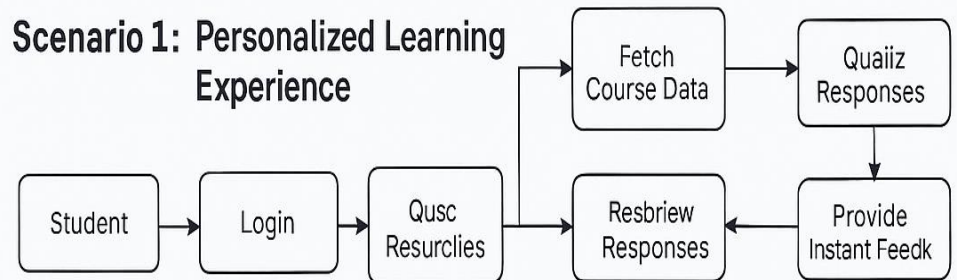 Scenario 1: Personalized Learning
Experience
Fetch
Course Data
Quaiiz
Responses
Student
Login
Qusc
Resurclies
Resbriew
Responses
Provide
Instant Feedk